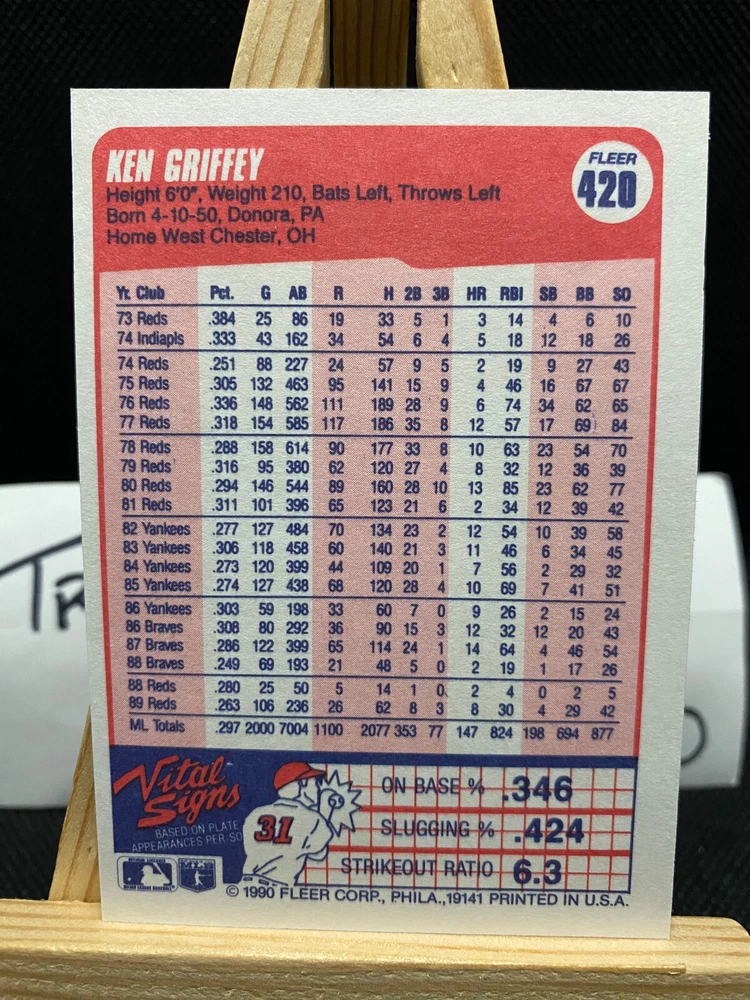 KEN GRIFFEY
FLEER
420
Height 6'0", Weight 210, Bats Left, Throws Left
Born 4-10-50, Donora, PA
Home West Chester, OH
Yr. Club Pct. G AB R H 2B 3B HR RBI SB BB SO
73 Reds .384 25 86 19 33 5 1 3 14 4 6 10
74 Indiapls .333 43 162 34 54 6 4 5 18 12 18 26
74 Reds .251 88 227 24 57 9 5 2 19 9 27 43
75 Reds .305 132 463 95 141 15 9 4 46 16 67 67
76 Reds .336 148 562 111 189 28 9 6 74 34 62 65
77 Reds .318 154 585 117 186 35 8 12 57 17 69 84
78 Reds .288 158 614 90 177 33 8 10 63 23 54 70
79 Reds .316 95 380 62 120 27 4 8 32 12 36 39
80 Reds .294 146 544 89 160 28 10 13 85 23 62 77
81 Reds .311 101 396 65 123 21 6 2 34 12 39 42
82 Yankees .277 127 484 70 134 23 2 12 54 10 39 58
83 Yankees .306 118 458 60 140 21 3 11 46 6 34 45
84 Yankees .273 120 399 44 109 20 1 7 56 2 29 32
85 Yankees .274 127 438 68 120 28 4 10 69 7 41 51
86 Yankees .303 59 198 33 60 7 0 9 26 2 15 24
86 Braves .308 80 292 36 90 15 3 12 32 12 20 43
87 Braves .286 122 399 65 114 24 1 14 64 4 46 54
88 Braves .249 69 193 21 48 5 0 2 19 1 17 26
88 Reds .280 25 50 5 14 1 0 2 4 0 2 5
89 Reds .263 106 236 26 62 8 3 8 30 4 29 42
ML Totals .297 2000 7004 1100 2077 353 77 147 824 198 694 877
Vital Signs
BASED ON PLATE
APPEARANCES PER SO
31
ON BASE % .346
SLUGGING % .424
STRIKEOUT RATIO 6.3
© 1990 FLEER CORP., PHILA.,19141 PRINTED IN U.S.A.